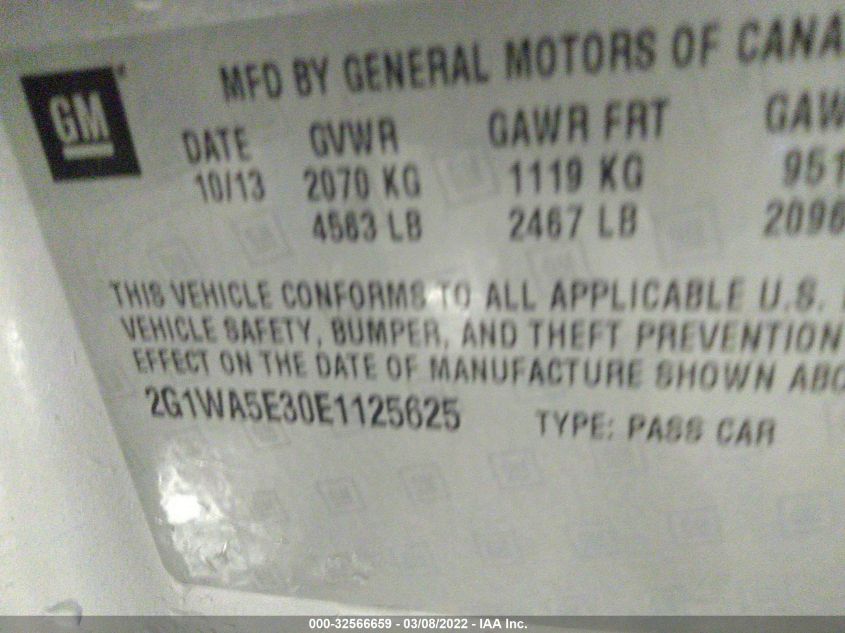 GM
MFD BY GENERAL MOTORS OF CANA
DATE GVWR GAWR FRT GAW
10/13 2070 KG 1119 KG 951
4563 LB 2467 LB 2096
THIS VEHICLE CONFORMS TO ALL APPLICABLE U.S.
VEHICLE SAFETY, BUMPER, AND THEFT PREVENTION
EFFECT ON THE DATE OF MANUFACTURE SHOWN ABO
2G1WA5E30E1125625 TYPE: PASS CAR
000-32566659 — 03/08/2022 — IAA Inc.